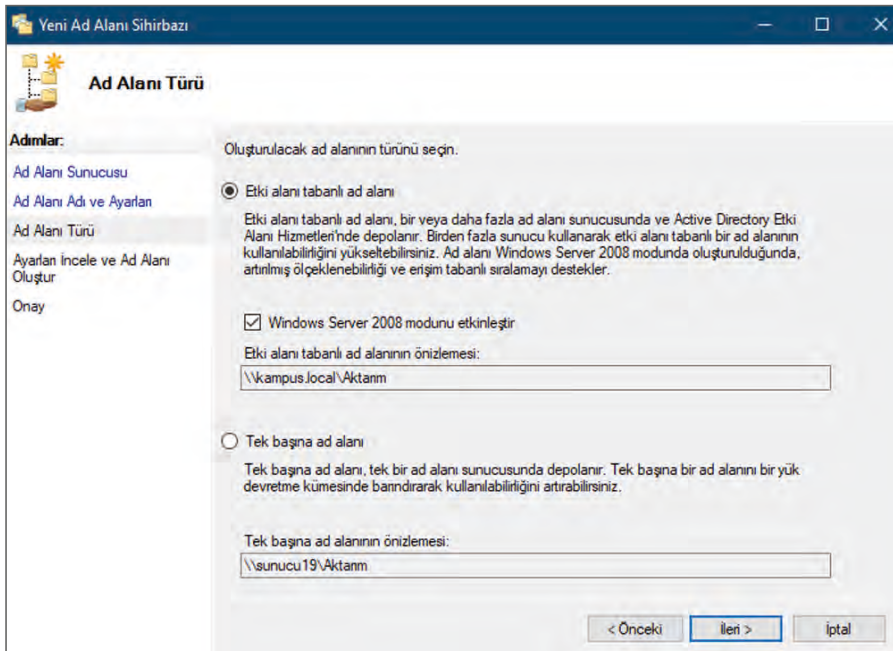 Yeni Ad Alanı Sihirbazı
Ad Alanı Türü
Adımlar:
Ad Alanı Sunucusu
Ad Alanı Adı ve Ayarları
Ad Alanı Türü
Ayarları İncele ve Ad Alanı
Oluştur
Onay
Oluşturulacak ad alanının türünü seçin.
Etki alanı tabanlı ad alanı
Etki alanı tabanlı ad alanı, bir veya daha fazla ad alanı sunucusunda ve Active Directory Etki
Alanı Hizmetleri'nde depolanır. Birden fazla sunucu kullanarak etki alanı tabanlı bir ad alanının
kullanılabilirliğini yükseltebilirsiniz. Ad alanı Windows Server 2008 modunda oluşturulduğunda,
artırılmış ölçeklenebilirliği ve erişim tabanlı sıralamayı destekler.
Windows Server 2008 modunu etkinleştir
Etki alanı tabanlı ad alanının önizlemesi:
\\kampus.local\Aktarım
Tek başına ad alanı
Tek başına ad alanı, tek bir ad alanı sunucusunda depolanır. Tek başına bir ad alanını bir yük
devretme kümesinde barındırarak kullanılabilirliğini artırabilirsiniz.
Tek başına ad alanının önizlemesi:
\\sunucu19\Aktarım
< Önceki
İleri >
İptal